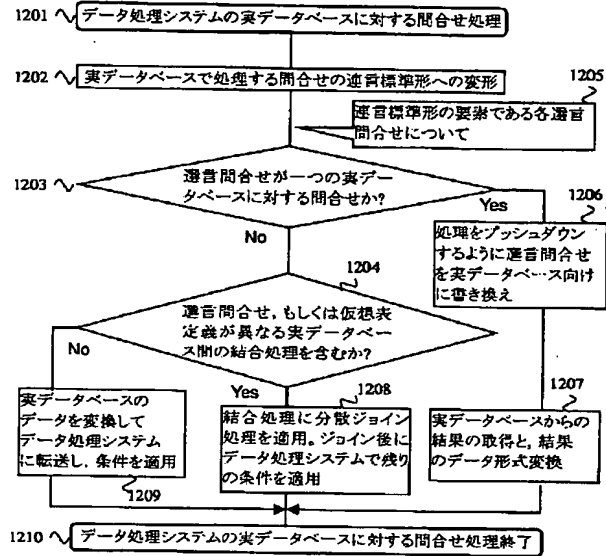 1201
データ処理システムの実データベースに対する問合せ処理
1202
実データベースで処理する問合せの連言標準形への変形
1205
連言標準形の要素である各選言
問合せについて
1203
選言問合せが一つの実デー
タベースに対する問合せか?
Yes
No
1206
処理をプッシュダウン
するように選言問合せ
を実データベース向け
に書き換え
1204
選言問合せ,もしくは仮想表
定義が異なる実データベー
ス間の結合処理を含むか?
No
Yes
1208
1207
実データベースの
データを変換して
データ処理システム
に転送し,条件を適用
1209
結合処理に分散ジョイン
処理を適用。ジョイン後に
データ処理システムで残り
の条件を適用
実データベースからの
結果の取得と,結果
のデータ形式変換
1210
データ処理システムの実データベースに対する問合せ処理終了